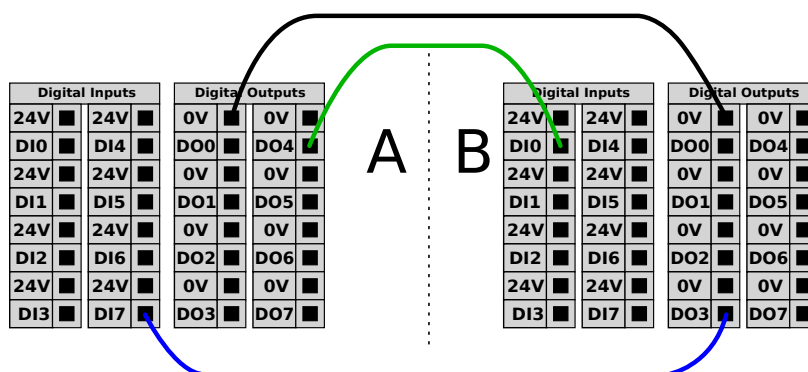 Digital Inputs Digital Outputs
24V 24V 0V 0V
DI0 DI4 DO0 DO4
24V 24V 0V 0V
DI1 DI5 DO1 DO5
24V 24V 0V 0V
DI2 DI6 DO2 DO6
24V 24V 0V 0V
DI3 DI7 DO3 DO7
A B
Digital Inputs Digital Outputs
24V 24V 0V 0V
DI0 DI4 DO0 DO4
24V 24V 0V 0V
DI1 DI5 DO1 DO5
24V 24V 0V 0V
DI2 DI6 DO2 DO6
24V 24V 0V 0V
DI3 DI7 DO3 DO7